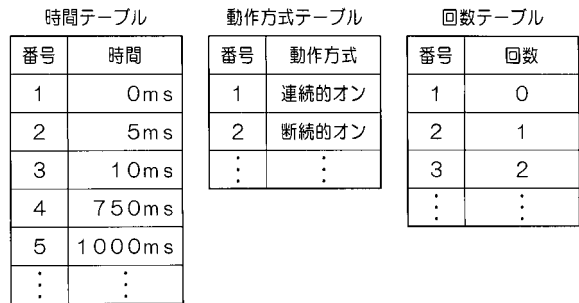 時間テーブル
番号 時間
1 0ms
2 5ms
3 10ms
4 750ms
5 1000ms
⋮ ⋮
動作方式テーブル
番号 動作方式
1 連続的オン
2 断続的オン
⋮ ⋮
回数テーブル
番号 回数
1 0
2 1
3 2
⋮ ⋮